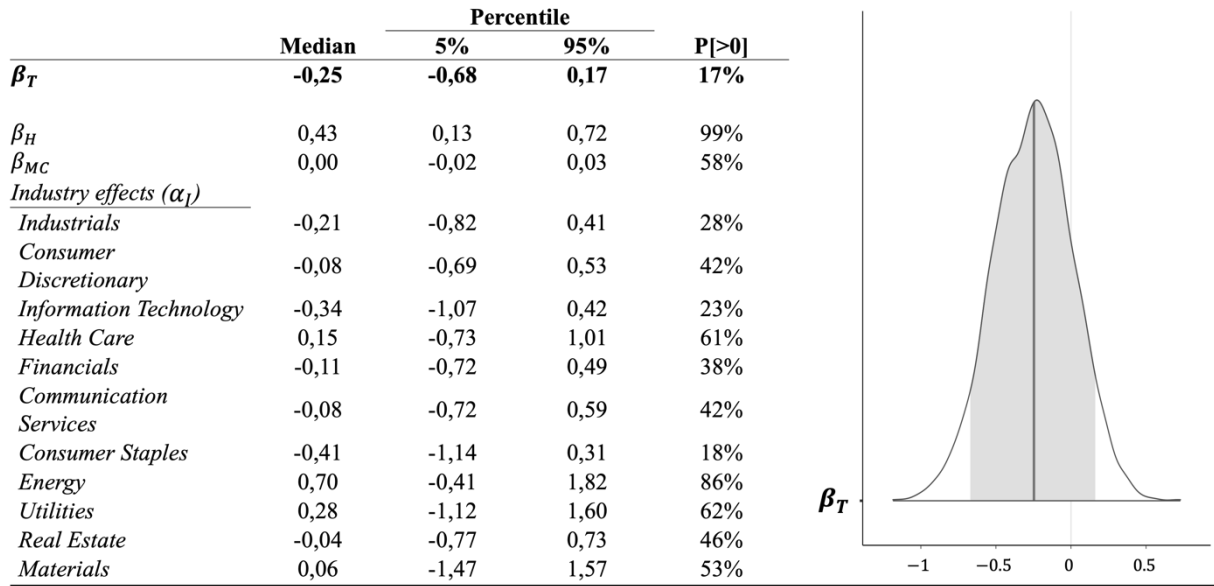 Percentile
Median 5% 95% P[>0]
β_T -0,25 -0,68 0,17 17%
β_H 0,43 0,13 0,72 99%
β_MC 0,00 -0,02 0,03 58%
Industry effects (α_I)
Industrials -0,21 -0,82 0,41 28%
Consumer
Discretionary -0,08 -0,69 0,53 42%
Information Technology -0,34 -1,07 0,42 23%
Health Care 0,15 -0,73 1,01 61%
Financials -0,11 -0,72 0,49 38%
Communication
Services -0,08 -0,72 0,59 42%
Consumer Staples -0,41 -1,14 0,31 18%
Energy 0,70 -0,41 1,82 86%
Utilities 0,28 -1,12 1,60 62%
Real Estate -0,04 -0,77 0,73 46%
Materials 0,06 -1,47 1,57 53%
β_T
−1 −0.5 0 0.5